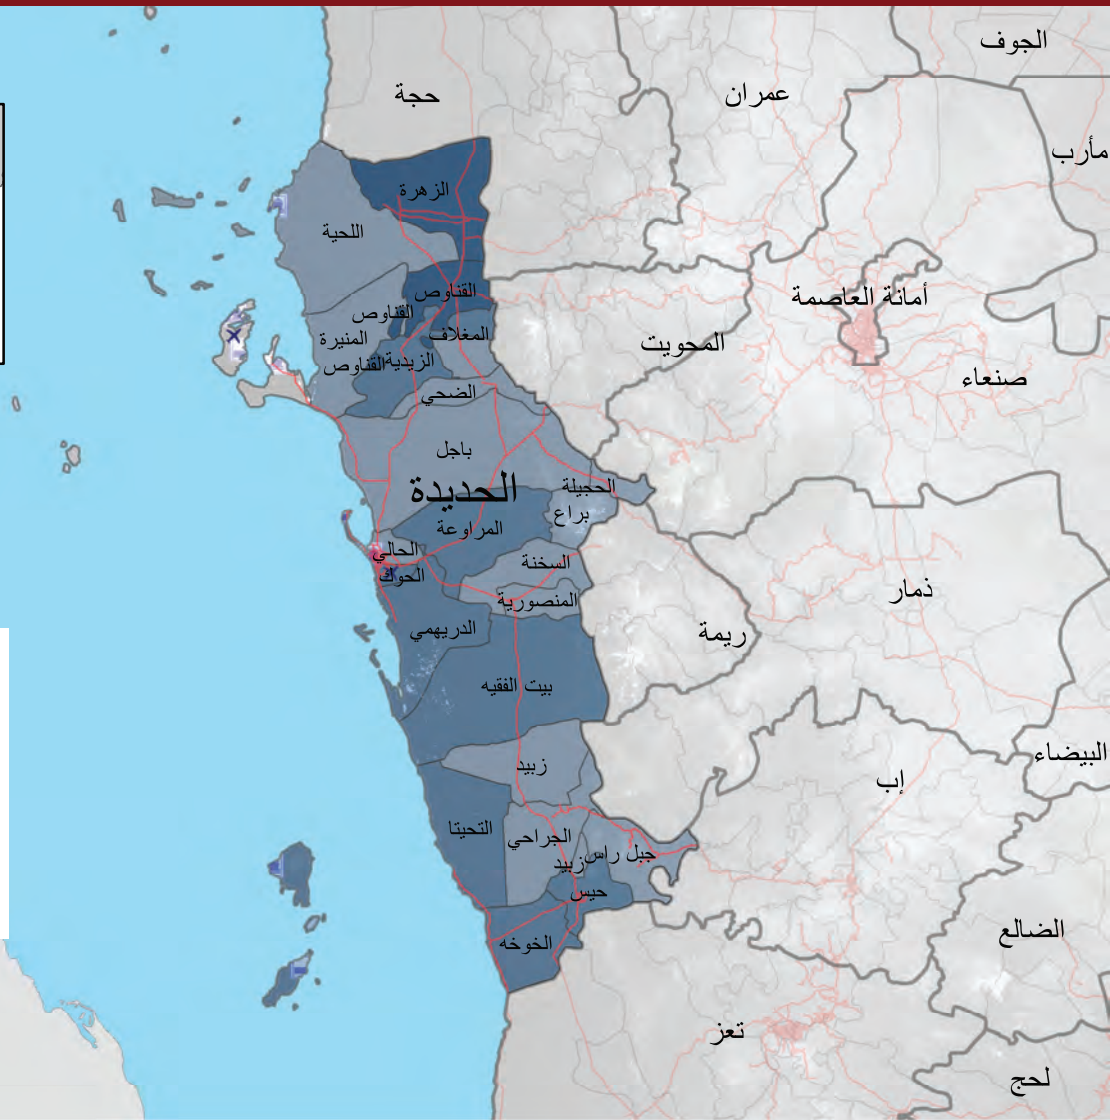 الجوف
حجة
عمران
مأرب
الزهرة
اللحية
القناوص
أمانة العاصمة
القناوص
المغلاف
المنيرة
المحويت
الزيدية
القناوص
صنعاء
الضحي
باجل
الحديدة
الحجيلة
براع
المراوعة
الحالي
السخنة
الحوك
ذمار
المنصورية
الدريهمي
ريمة
بيت الفقيه
البيضاء
زبيد
إب
التحيتا
الجراحي
جبل راس
زبيد
حيس
الضالع
الخوخه
تعز
لحج